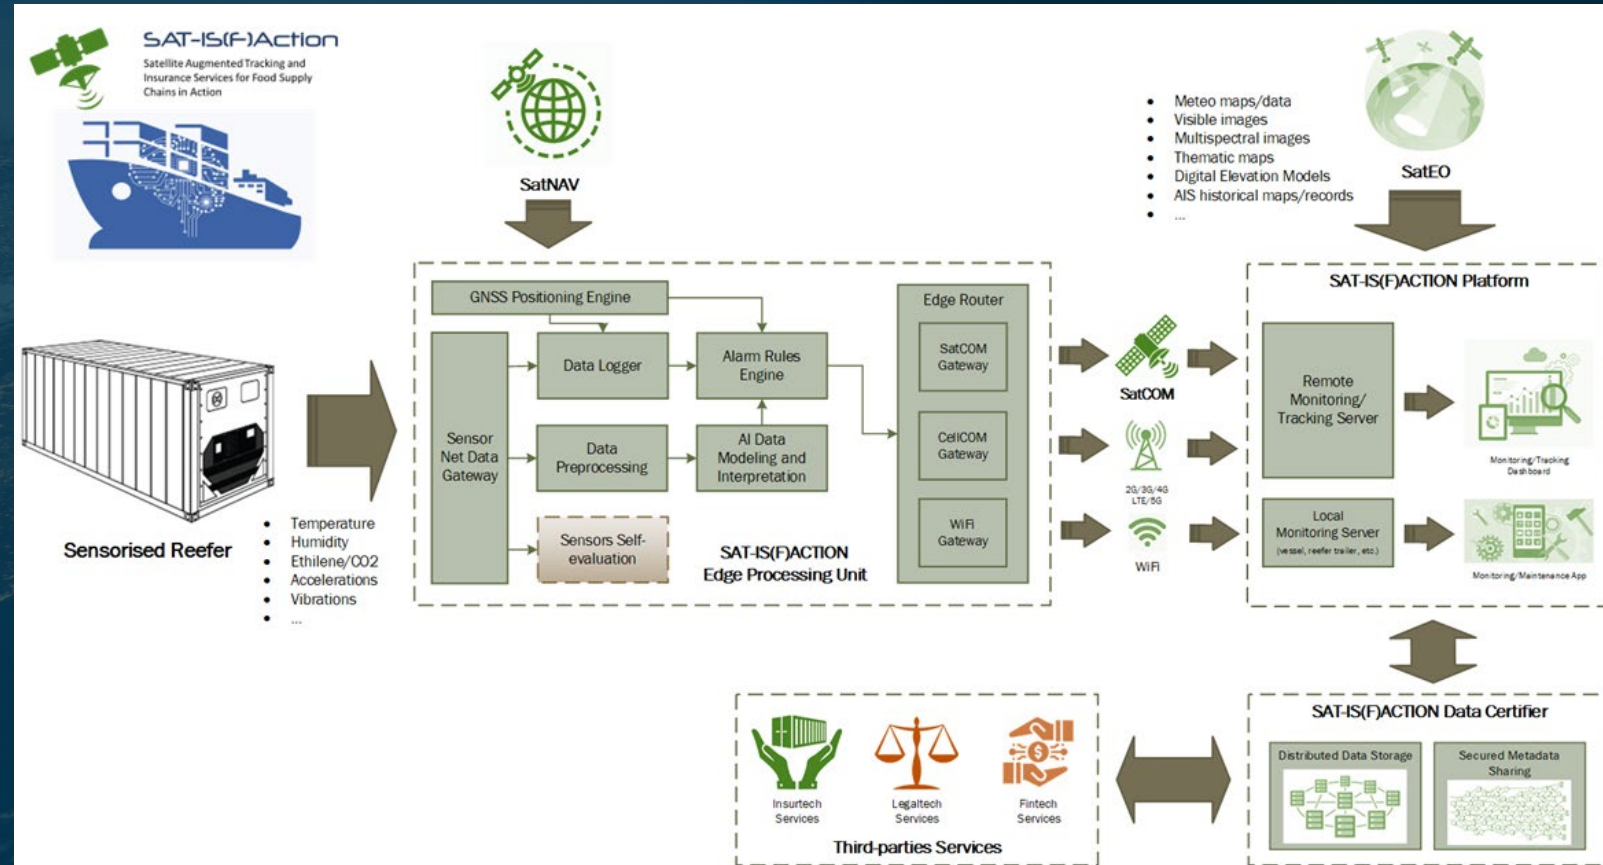 SAT-IS(F)Action
Satellite Augmented Tracking and
Insurance Services for Food Supply
Chains in Action
SatNAV
• Meteo maps/data
• Visible images
• Multispectral images
• Thematic maps
• Digital Elevation Models
• AIS historical maps/records
• ...
SatEO
Sensorised Reefer
• Temperature
• Humidity
• Ethilene/CO2
• Accelerations
• Vibrations
• ...
GNSS Positioning Engine
Sensor
Net Data
Gateway
Data Logger
Alarm Rules
Engine
Data
Preprocessing
AI Data
Modeling and
Interpretation
Sensors Self-
evaluation
SAT-IS(F)ACTION
Edge Processing Unit
Edge Router
SatCOM
Gateway
CellCOM
Gateway
WiFi
Gateway
SatCOM
2G/3G/4G
LTE/5G
WiFi
SAT-IS(F)ACTION Platform
Remote
Monitoring/
Tracking Server
Monitoring/Tracking
Dashboard
Local
Monitoring Server
(vessel, reefer trailer, etc.)
Monitoring/Maintenance App
SAT-IS(F)ACTION Data Certifier
Distributed Data Storage
Secured Metadata
Sharing
Insurtech
Services
Legaltech
Services
Fintech
Services
Third-parties Services